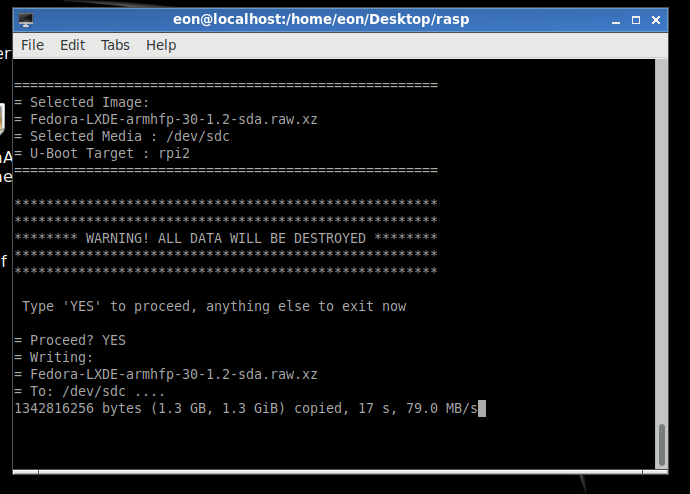 eon@localhost:/home/eon/Desktop/rasp
File Edit Tabs Help
=====================================================
= Selected Image:
= Fedora-LXDE-armhfp-30-1.2-sda.raw.xz
= Selected Media : /dev/sdc
= U-Boot Target : rpi2
=====================================================
*****************************************************
*****************************************************
******** WARNING! ALL DATA WILL BE DESTROYED ********
*****************************************************
*****************************************************
Type 'YES' to proceed, anything else to exit now
= Proceed? YES
= Writing:
= Fedora-LXDE-armhfp-30-1.2-sda.raw.xz
= To: /dev/sdc ....
1342816256 bytes (1.3 GB, 1.3 GiB) copied, 17 s, 79.0 MB/s